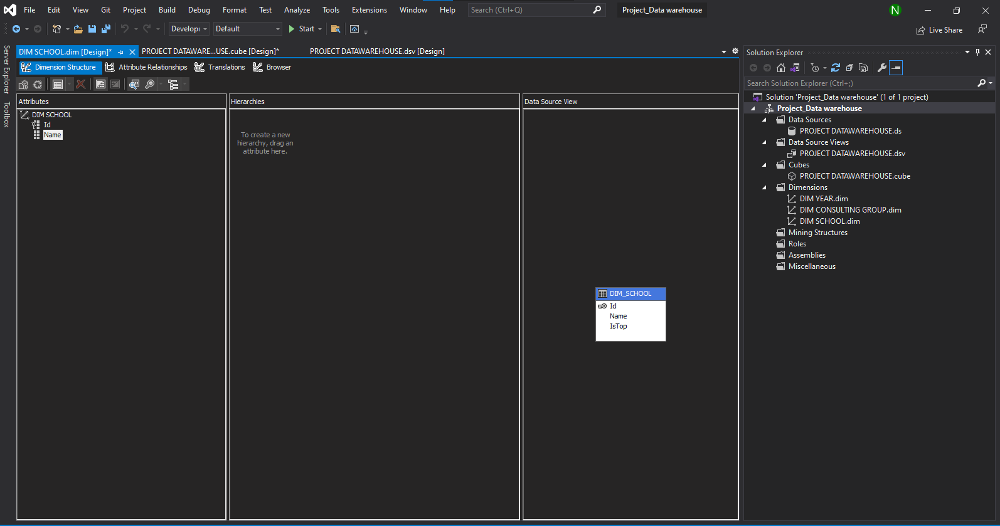 File Edit View Git Project Build Debug Format Test Analyze Tools Extensions Window Help Search (Ctrl+Q) Project_Data warehouse N
Developi Default Start Live Share
Server Explorer
Toolbox
DIM SCHOOL.dim [Design]* PROJECT DATAWARE...USE.cube [Design]* PROJECT DATAWAREHOUSE.dsv [Design]
Dimension Structure Attribute Relationships Translations Browser
Attributes
DIM SCHOOL
Id
Name
Hierarchies
To create a new
hierarchy, drag an
attribute here.
Data Source View
DIM_SCHOOL
Id
Name
IsTop
Solution Explorer
Search Solution Explorer (Ctrl+;)
Solution 'Project_Data warehouse' (1 of 1 project)
Project_Data warehouse
Data Sources
PROJECT DATAWAREHOUSE.ds
Data Source Views
PROJECT DATAWAREHOUSE.dsv
Cubes
PROJECT DATAWAREHOUSE.cube
Dimensions
DIM YEAR.dim
DIM CONSULTING GROUP.dim
DIM SCHOOL.dim
Mining Structures
Roles
Assemblies
Miscellaneous